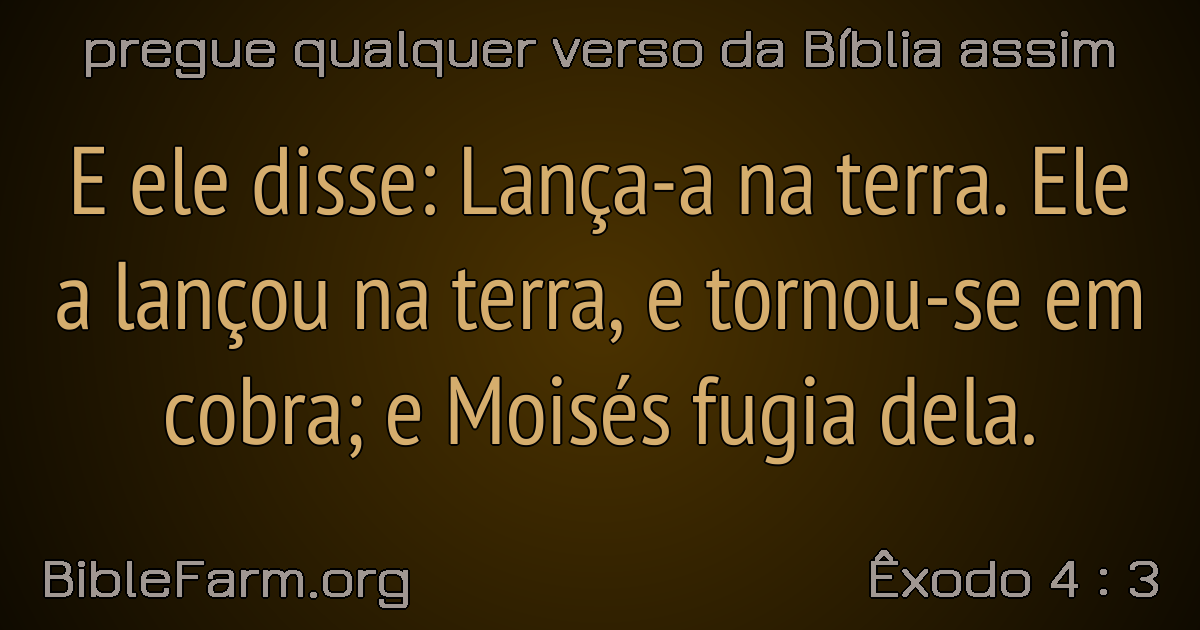 pregue qualquer verso da Bíblia assim
E ele disse: Lança-a na terra. Ele
a lançou na terra, e tornou-se em
cobra; e Moisés fugia dela.
BibleFarm.org
Êxodo 4 : 3